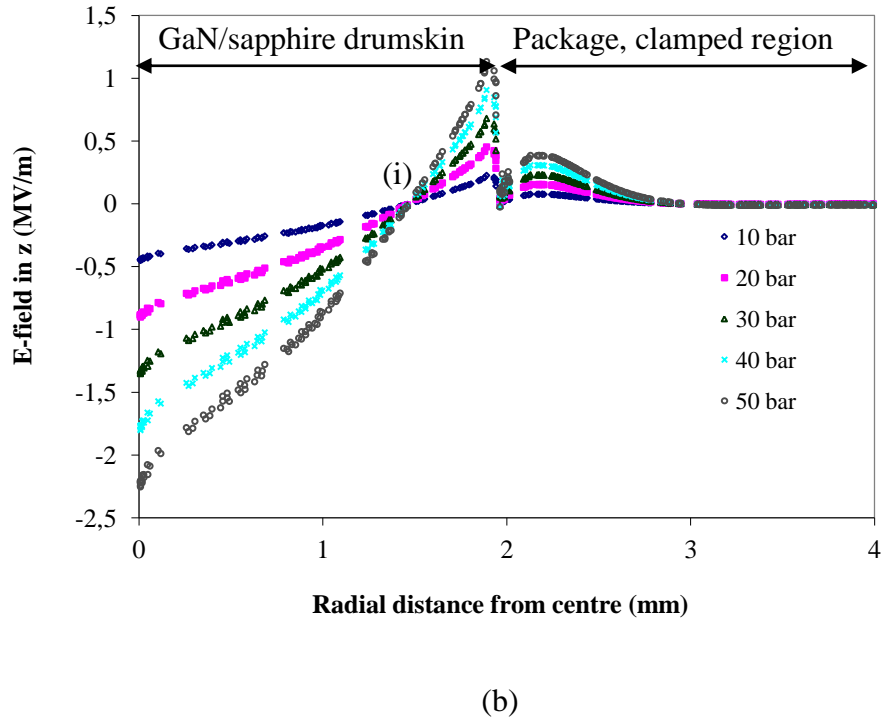 1,5
GaN/sapphire drumskin
Package, clamped region
1
0,5
(i)
0
-0,5
-1
-1,5
-2
-2,5
E-field in z (MV/m)
10 bar
20 bar
30 bar
40 bar
50 bar
0
1
2
3
4
Radial distance from centre (mm)
(b)